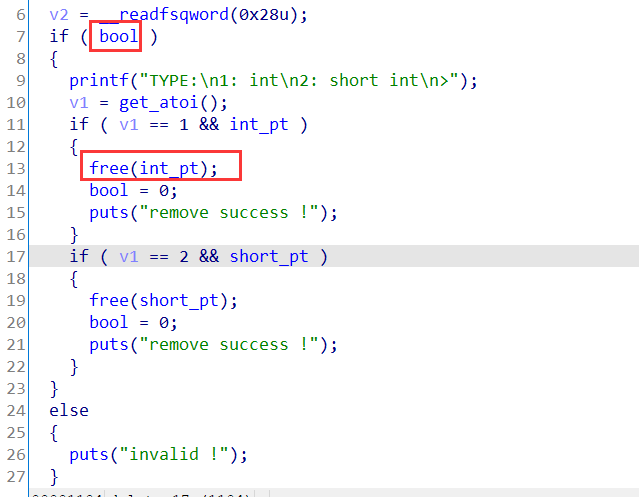 6 v2 = __readfsqword(0x28u);
7 if ( bool )
8 {
9 printf("TYPE:\n1: int\n2: short int\n>");
10 v1 = get_atoi();
11 if ( v1 == 1 && int_pt )
12 {
13 free(int_pt);
14 bool = 0;
15 puts("remove success !");
16 }
17 if ( v1 == 2 && short_pt )
18 {
19 free(short_pt);
20 bool = 0;
21 puts("remove success !");
22 }
23 }
24 else
25 {
26 puts("invalid !");
27 }